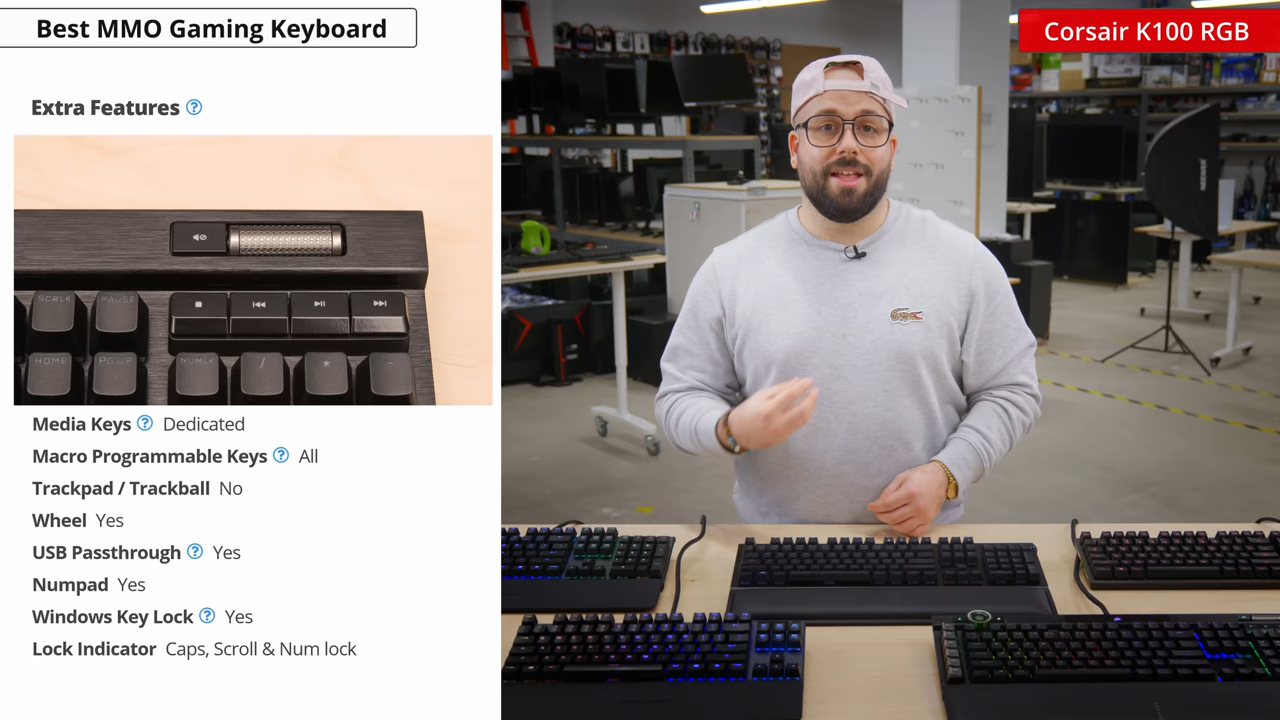 Best MMO Gaming Keyboard
Corsair K100 RGB
Extra Features ?
SCRLK PAUSE
HOME PGUP NUMLK / * -
Media Keys ? Dedicated
Macro Programmable Keys ? All
Trackpad / Trackball No
Wheel Yes
USB Passthrough ? Yes
Numpad Yes
Windows Key Lock ? Yes
Lock Indicator Caps, Scroll & Num lock
NEEWER